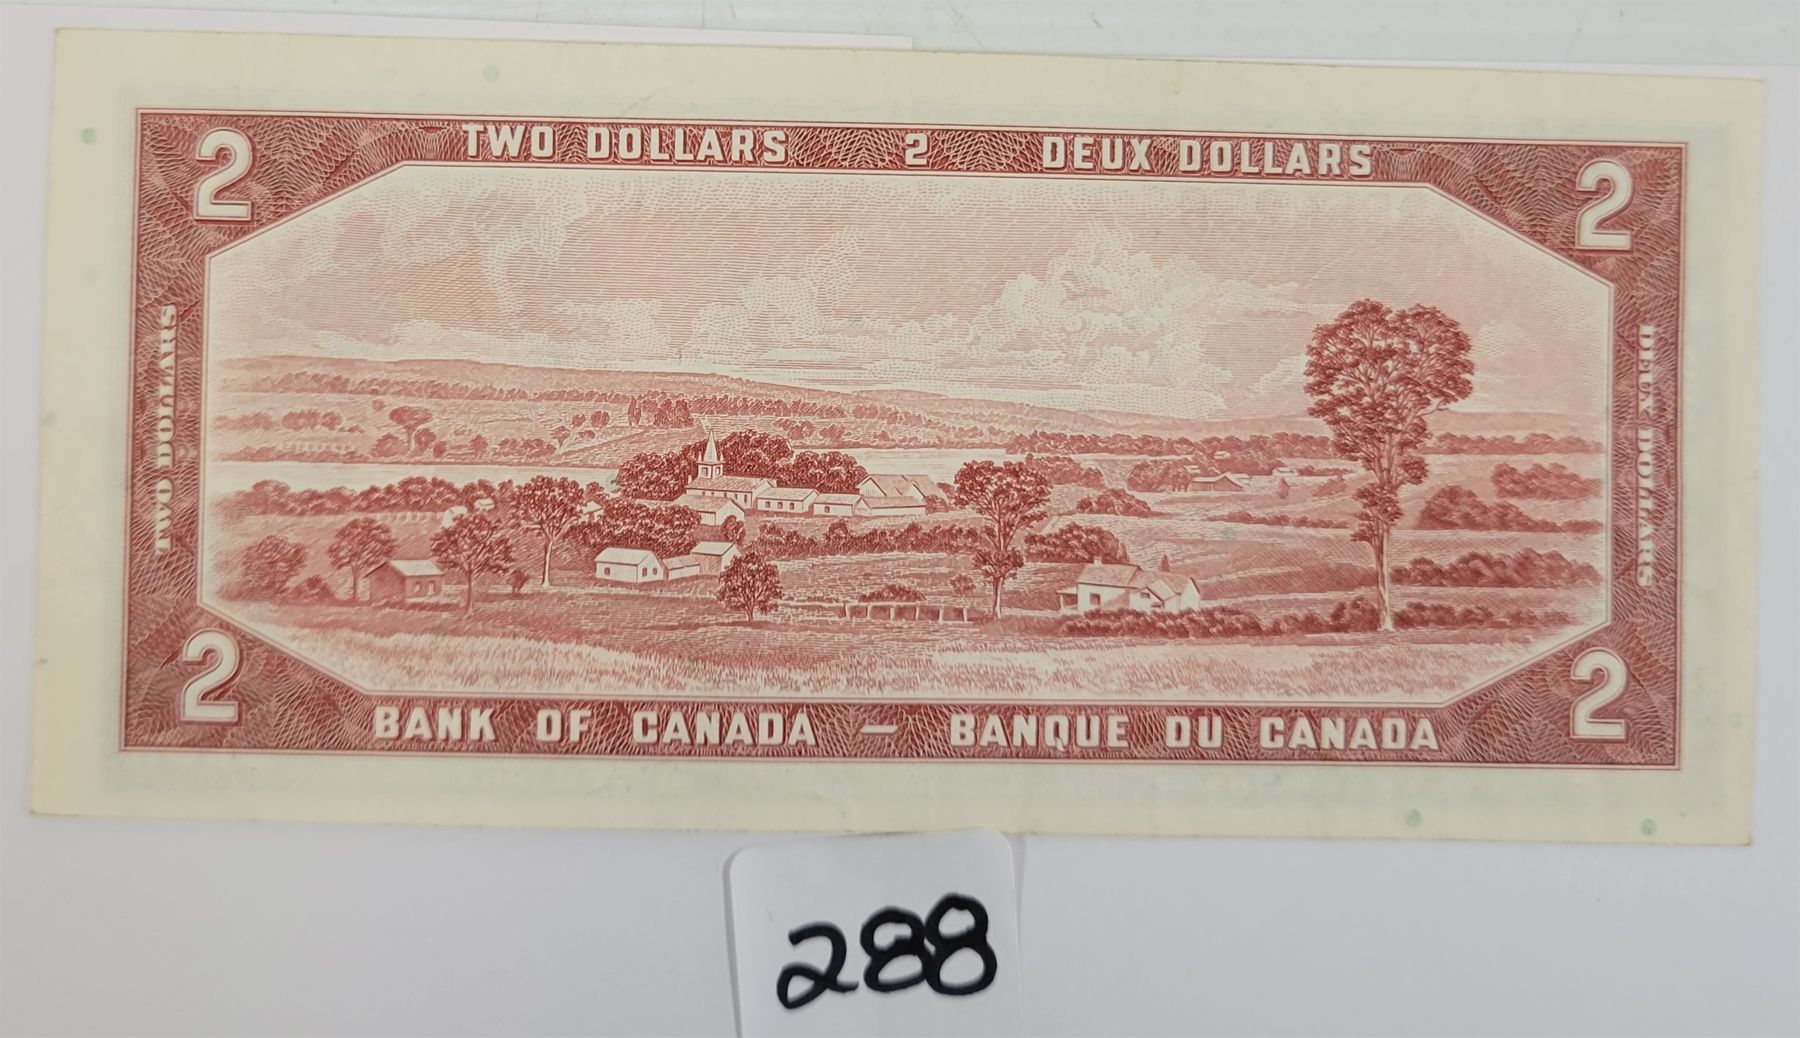 2 TWO DOLLARS 2 DEUX DOLLARS 2
TWO DOLLARS
DEUX DOLLARS
2 BANK OF CANADA — BANQUE DU CANADA 2
288